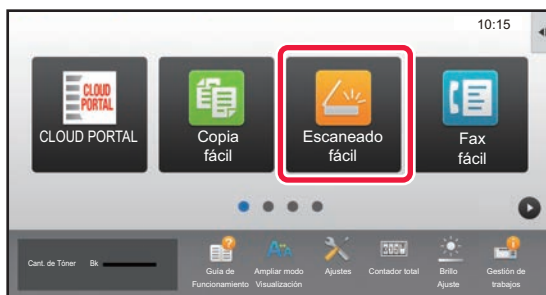 10:15
CLOUD
PORTAL
CLOUD PORTAL
Copia
fácil
Escaneado
fácil
Fax
fácil
Cant. de Tóner Bk
Guía de
Funcionamiento
Ampliar modo
Visualización
Ajustes
Contador total
Brillo
Ajuste
Gestión de
trabajos